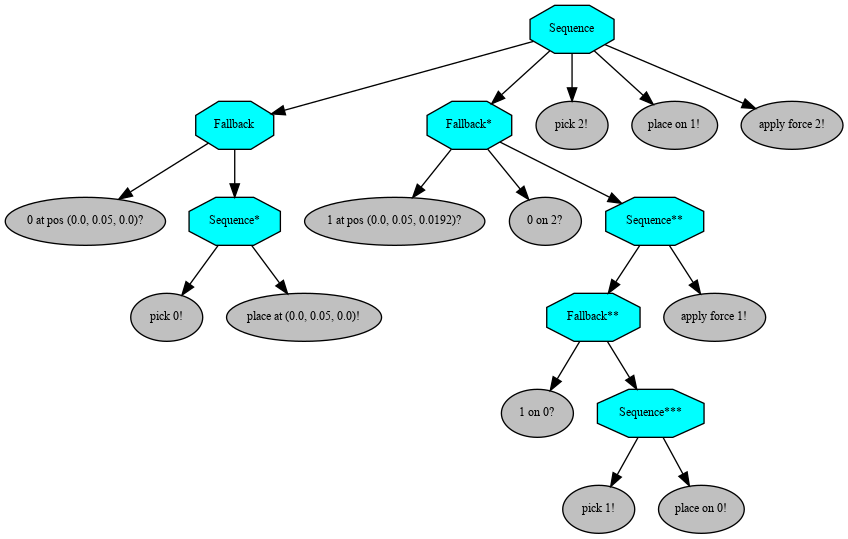 Sequence
Fallback
Fallback*
pick 2!
place on 1!
apply force 2!
0 at pos (0.0, 0.05, 0.0)?
Sequence*
1 at pos (0.0, 0.05, 0.0192)?
0 on 2?
Sequence**
pick 0!
place at (0.0, 0.05, 0.0)!
Fallback**
apply force 1!
1 on 0?
Sequence***
pick 1!
place on 0!